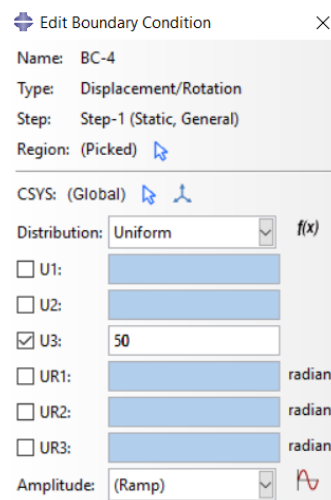 Edit Boundary Condition
Name: BC-4
Type: Displacement/Rotation
Step: Step-1 (Static, General)
Region: (Picked)
CSYS: (Global)
Distribution: Uniform f(x)
U1:
U2:
U3: 50
UR1: radian
UR2: radian
UR3: radian
Amplitude: (Ramp)